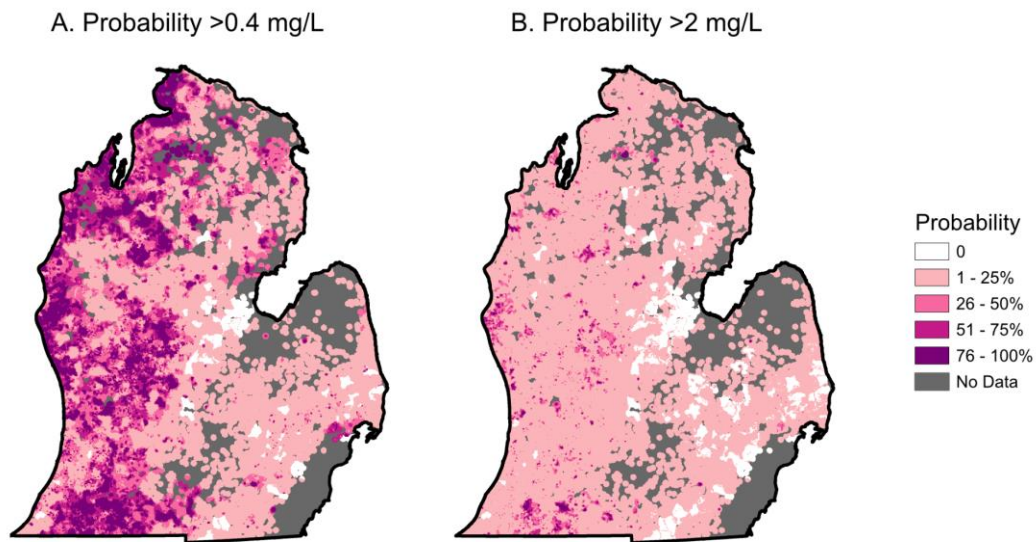 A. Probability >0.4 mg/L
B. Probability >2 mg/L
Probability
0
1 - 25%
26 - 50%
51 - 75%
76 - 100%
No Data